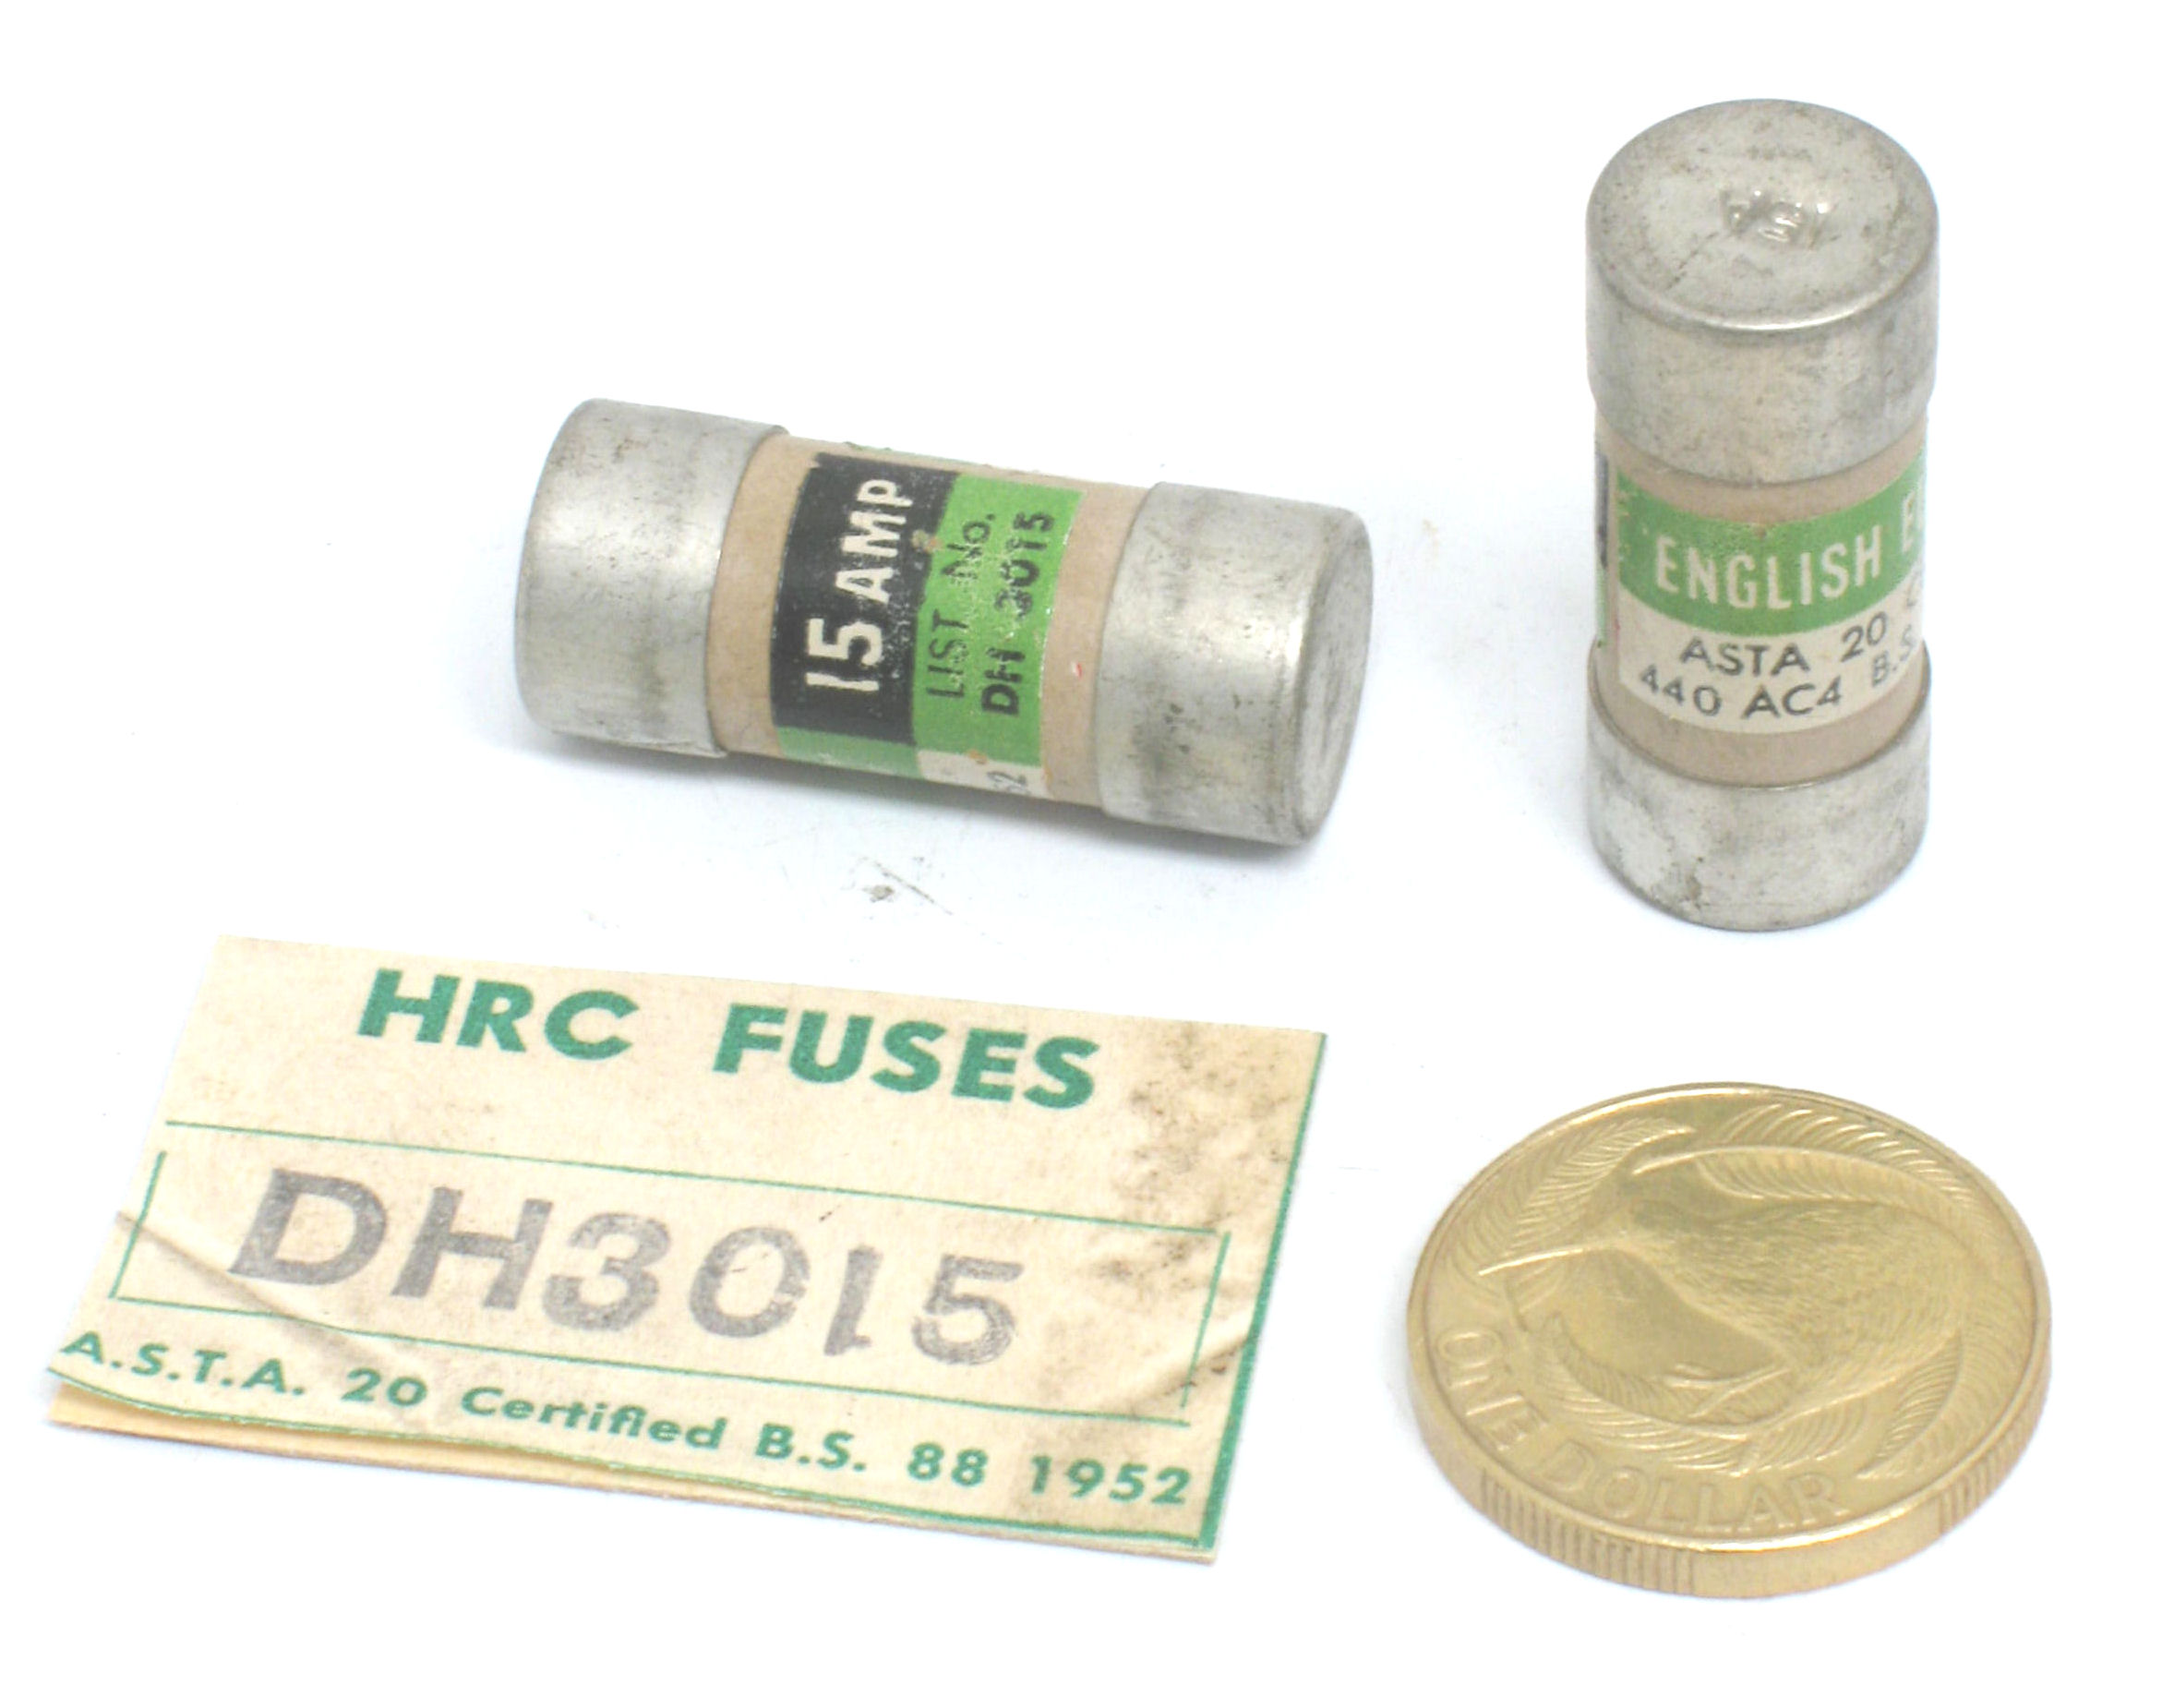 15 AMP
LIST No.
DH 3015
52
15A
ENGLISH
ASTA 20
440 AC4 B.S.
HRC FUSES
DH3015
A.S.T.A. 20 Certified B.S. 88 1952
ONE DOLLAR